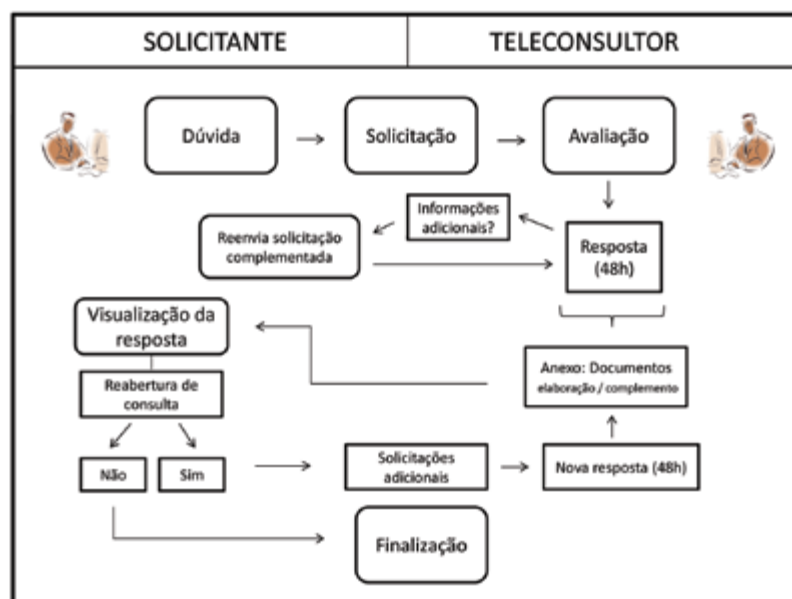 SOLICITANTE
TELECONSULTOR
Dúvida
Solicitação
Avaliação
Informações
adicionais?
Reenvia solicitação
complementada
Resposta
(48h)
Visualização da
resposta
Anexo: Documentos
elaboração / complemento
Reabertura de
consulta
Não
Sim
Solicitações
adicionais
Nova resposta (48h)
Finalização